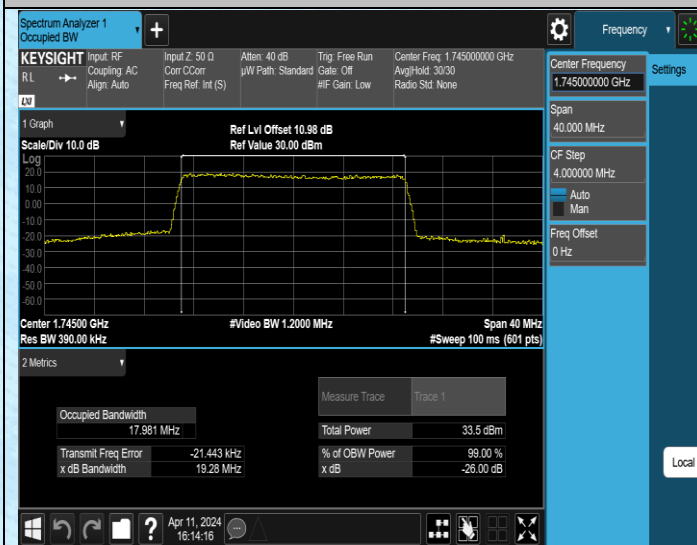 Spectrum Analyzer 1
Occupied BW
Frequency
KEYSIGHT
RL
LXI
Input: RF
Coupling: AC
Align: Auto
Input Z: 50 Ω
Corr CCorr
Freq Ref: Int (S)
Atten: 40 dB
µW Path: Standard
Trig: Free Run
Gate: Off
#IF Gain: Low
Center Freq: 1.745000000 GHz
Avg|Hold: 30/30
Radio Std: None
Center Frequency
1.745000000 GHz
Settings
Span
40.000 MHz
CF Step
4.000000 MHz
Auto
Man
Freq Offset
0 Hz
1 Graph
Scale/Div 10.0 dB
Ref Lvl Offset 10.98 dB
Ref Value 30.00 dBm
Log
20.0
10.0
0.00
-10.0
-20.0
-30.0
-40.0
-50.0
-60.0
Center 1.74500 GHz
Res BW 390.00 kHz
#Video BW 1.2000 MHz
Span 40 MHz
#Sweep 100 ms (601 pts)
2 Metrics
Measure Trace
Trace 1
Occupied Bandwidth
17.981 MHz
Total Power
33.5 dBm
Transmit Freq Error
-21.443 kHz
% of OBW Power
99.00 %
x dB Bandwidth
19.28 MHz
x dB
-26.00 dB
Local
?
Apr 11, 2024
16:14:16